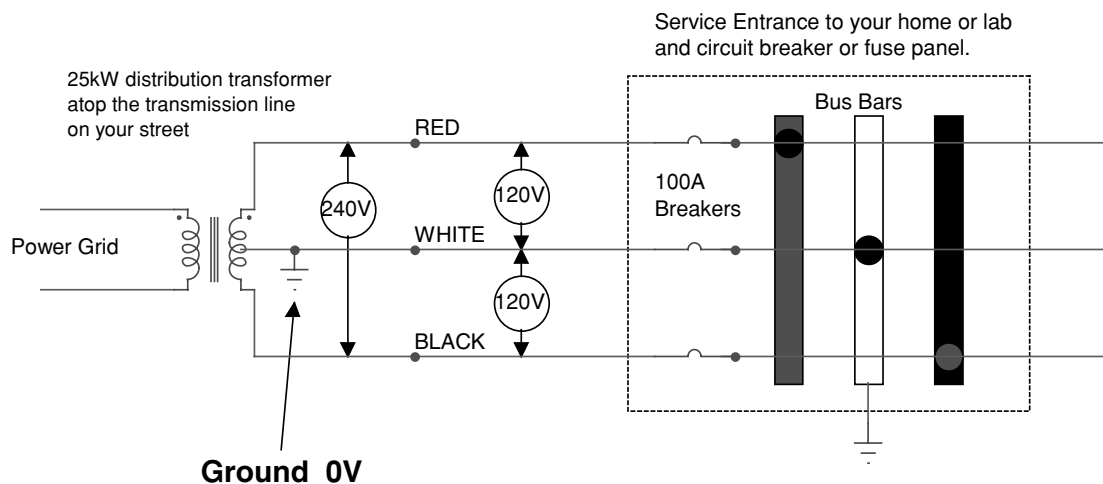 Service Entrance to your home or lab
and circuit breaker or fuse panel.
25kW distribution transformer
atop the transmission line
on your street
Bus Bars
RED
240V
120V
100A
Breakers
Power Grid
WHITE
120V
BLACK
Ground 0V